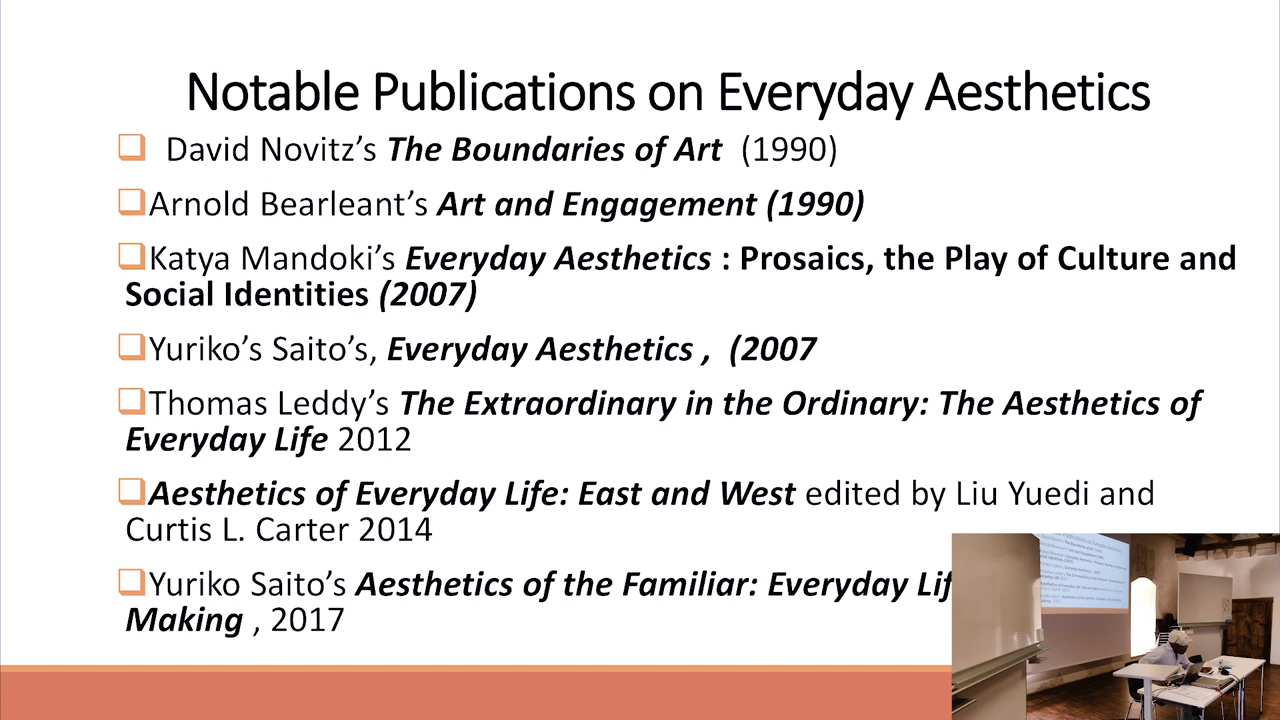 Notable Publications on Everyday Aesthetics
David Novitz’s The Boundaries of Art (1990)
Arnold Bearleant’s Art and Engagement (1990)
Katya Mandoki’s Everyday Aesthetics : Prosaics, the Play of Culture and
Social Identities (2007)
Yuriko’s Saito’s, Everyday Aesthetics , (2007
Thomas Leddy’s The Extraordinary in the Ordinary: The Aesthetics of
Everyday Life 2012
Aesthetics of Everyday Life: East and West edited by Liu Yuedi and
Curtis L. Carter 2014
Yuriko Saito’s Aesthetics of the Familiar: Everyday Lif
Making , 2017